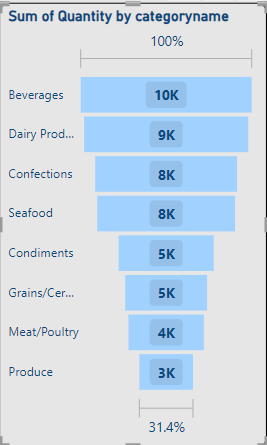 Sum of Quantity by categoryname
100%
Beverages 10K
Dairy Prod... 9K
Confections 8K
Seafood 8K
Condiments 5K
Grains/Cer... 5K
Meat/Poultry 4K
Produce 3K
31.4%